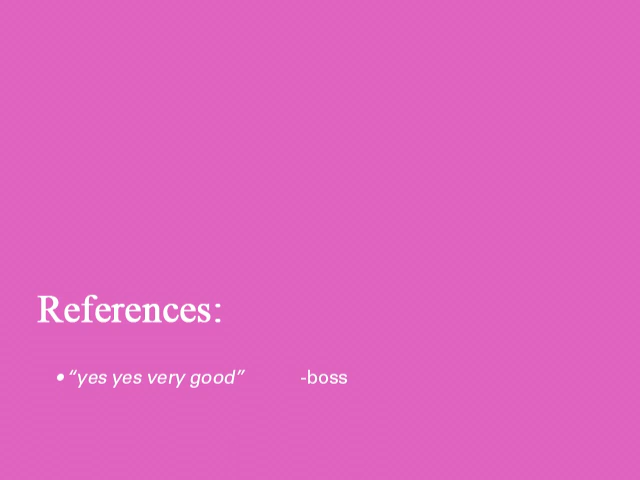 References:
• “yes yes very good” -boss